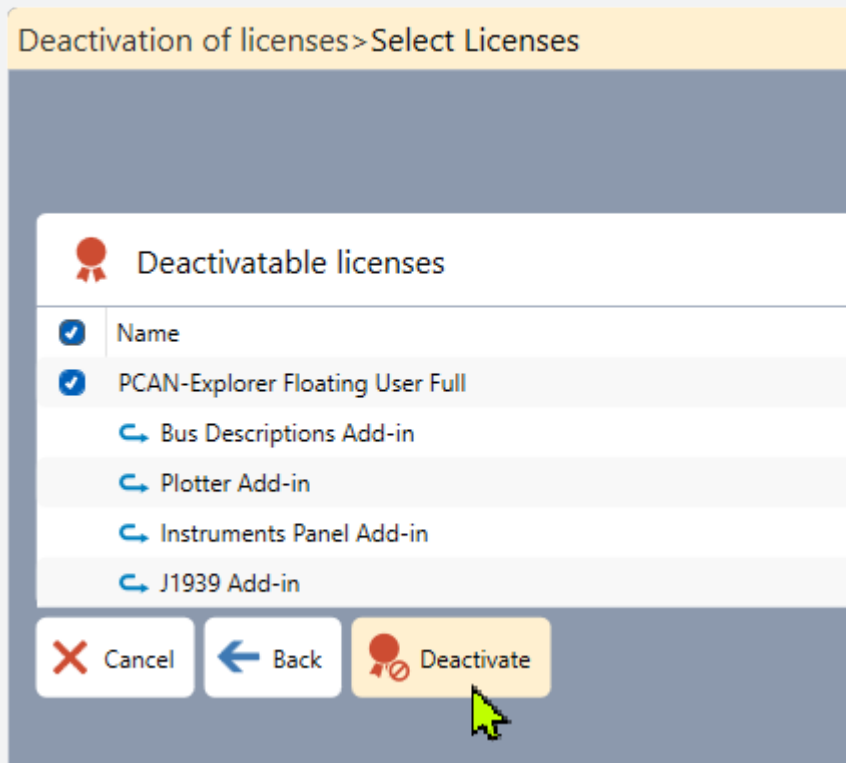 Deactivation of licenses>Select Licenses
Deactivatable licenses
Name
PCAN-Explorer Floating User Full
Bus Descriptions Add-in
Plotter Add-in
Instruments Panel Add-in
J1939 Add-in
Cancel Back Deactivate